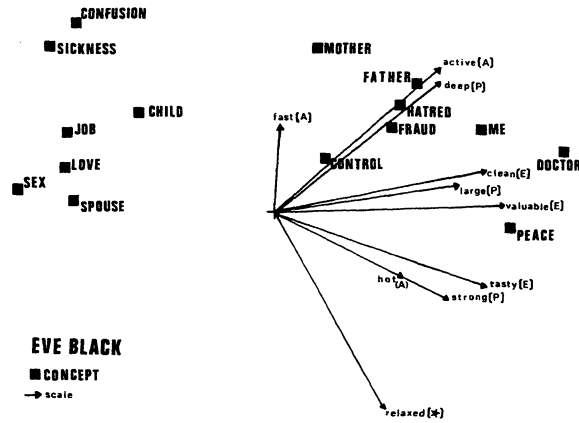 CONFUSION
SICKNESS
MOTHER
active[A]
FATHER
deep[P]
HATRED
CHILD
fast[A]
JOB
FRAUD
ME
CONTROL
DOCTOR
LOVE
clean[E]
SEX
large[P]
SPOUSE
valuable[E]
PEACE
hot(A)
tasty[E]
strong[P]
EVE BLACK
CONCEPT
scale
relaxed[*]